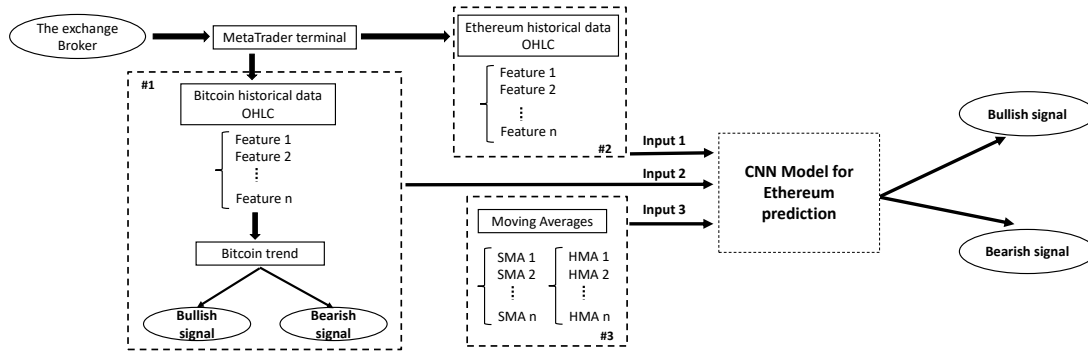 The exchange
Broker
MetaTrader terminal
Ethereum historical data
OHLC
Feature 1
Feature 2
Feature n
#2
#1
Bitcoin historical data
OHLC
Feature 1
Feature 2
Feature n
Bitcoin trend
Bullish
signal
Bearish
signal
Moving Averages
SMA 1
SMA 2
SMA n
HMA 1
HMA 2
HMA n
#3
Input 1
Input 2
Input 3
CNN Model for
Ethereum
prediction
Bullish signal
Bearish signal